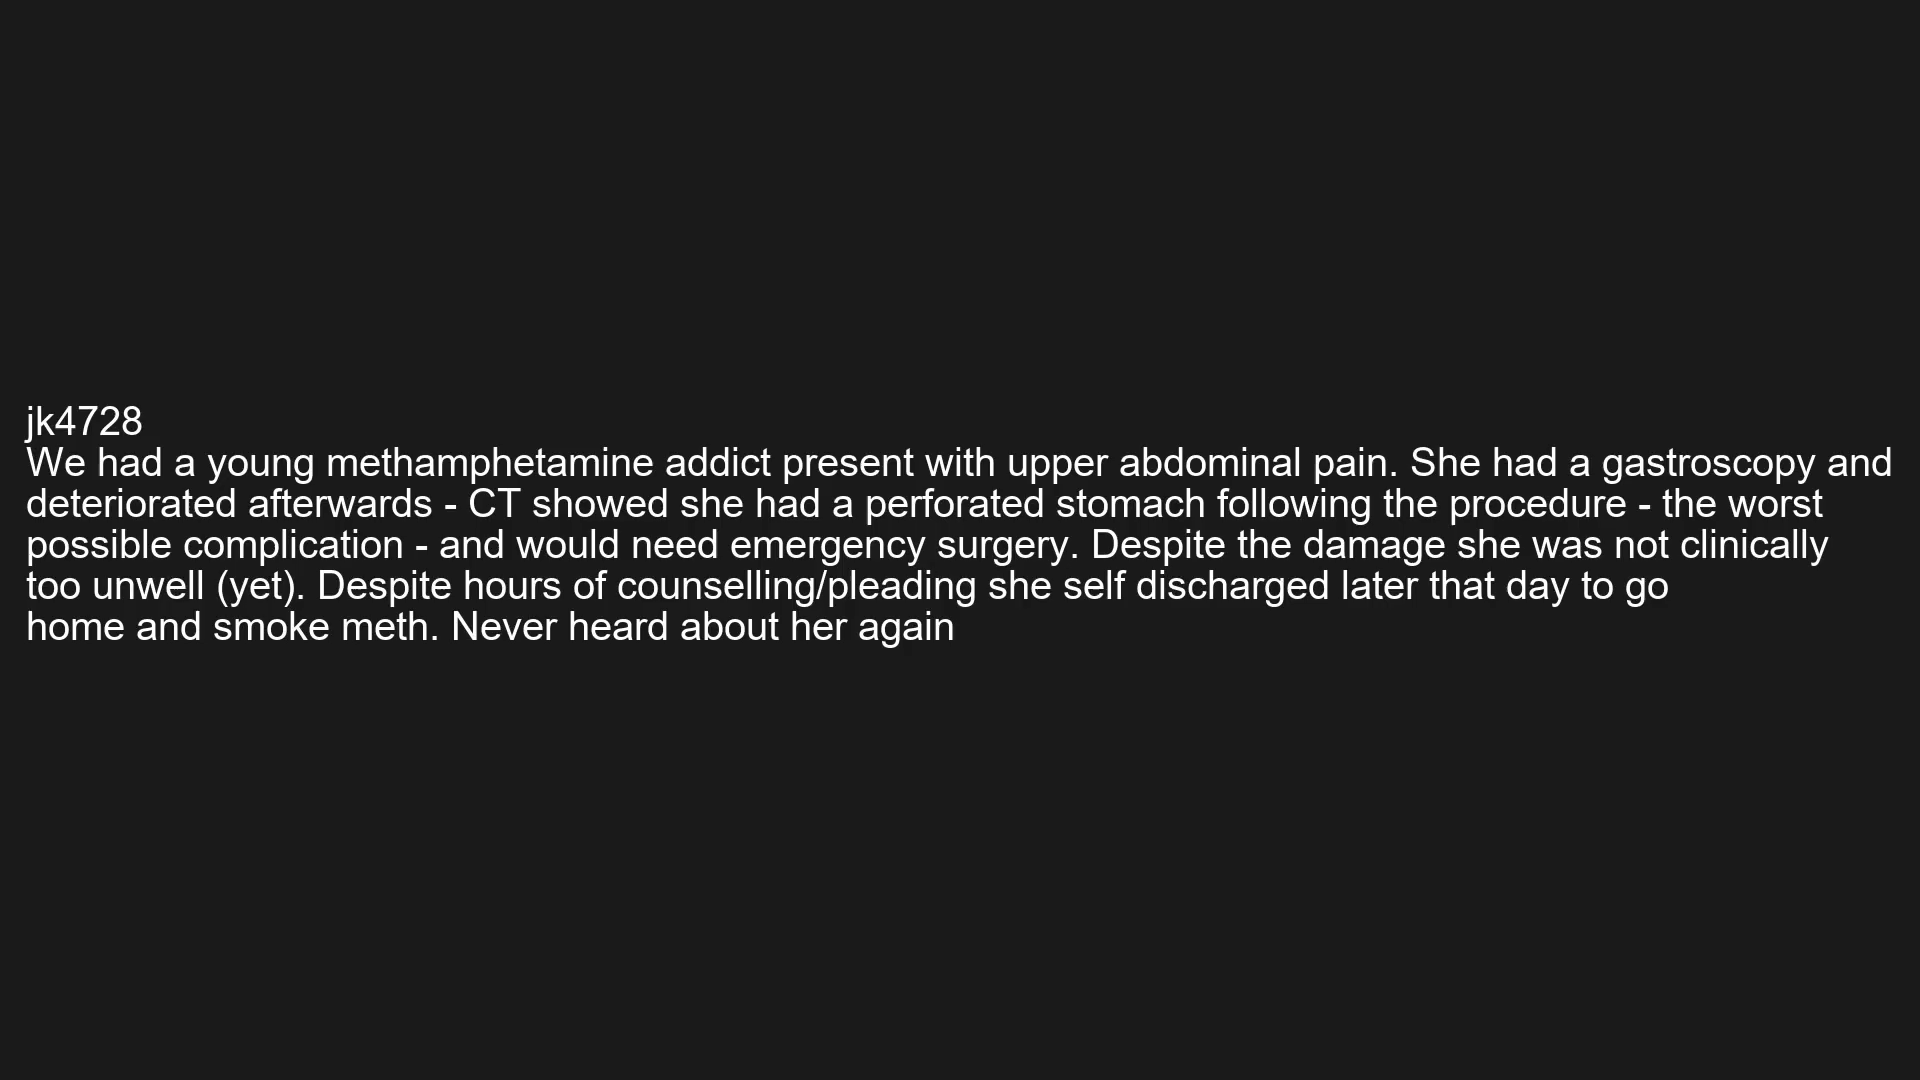 jk4728
We had a young methamphetamine addict present with upper abdominal pain. She had a gastroscopy and
deteriorated afterwards - CT showed she had a perforated stomach following the procedure - the worst
possible complication - and would need emergency surgery. Despite the damage she was not clinically
too unwell (yet). Despite hours of counselling/pleading she self discharged later that day to go
home and smoke meth. Never heard about her again